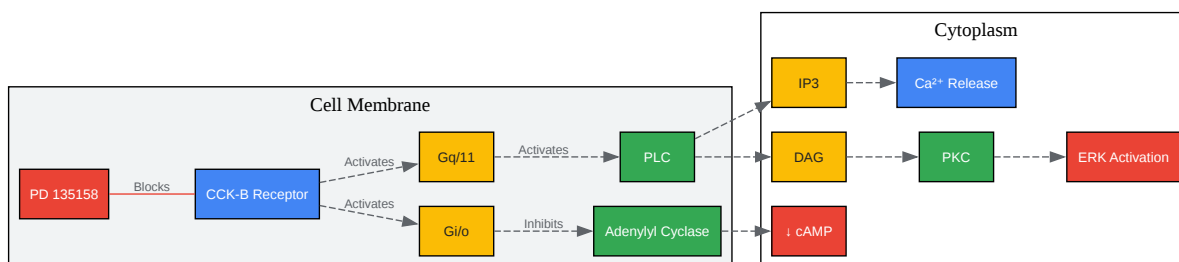 Cytoplasm
IP3
Ca²⁺ Release
Cell Membrane
Activates
Gq/11
Activates
PLC
DAG
PKC
ERK Activation
PD 135158
Blocks
CCK-B Receptor
Activates
Gi/o
Inhibits
Adenylyl Cyclase
↓ cAMP